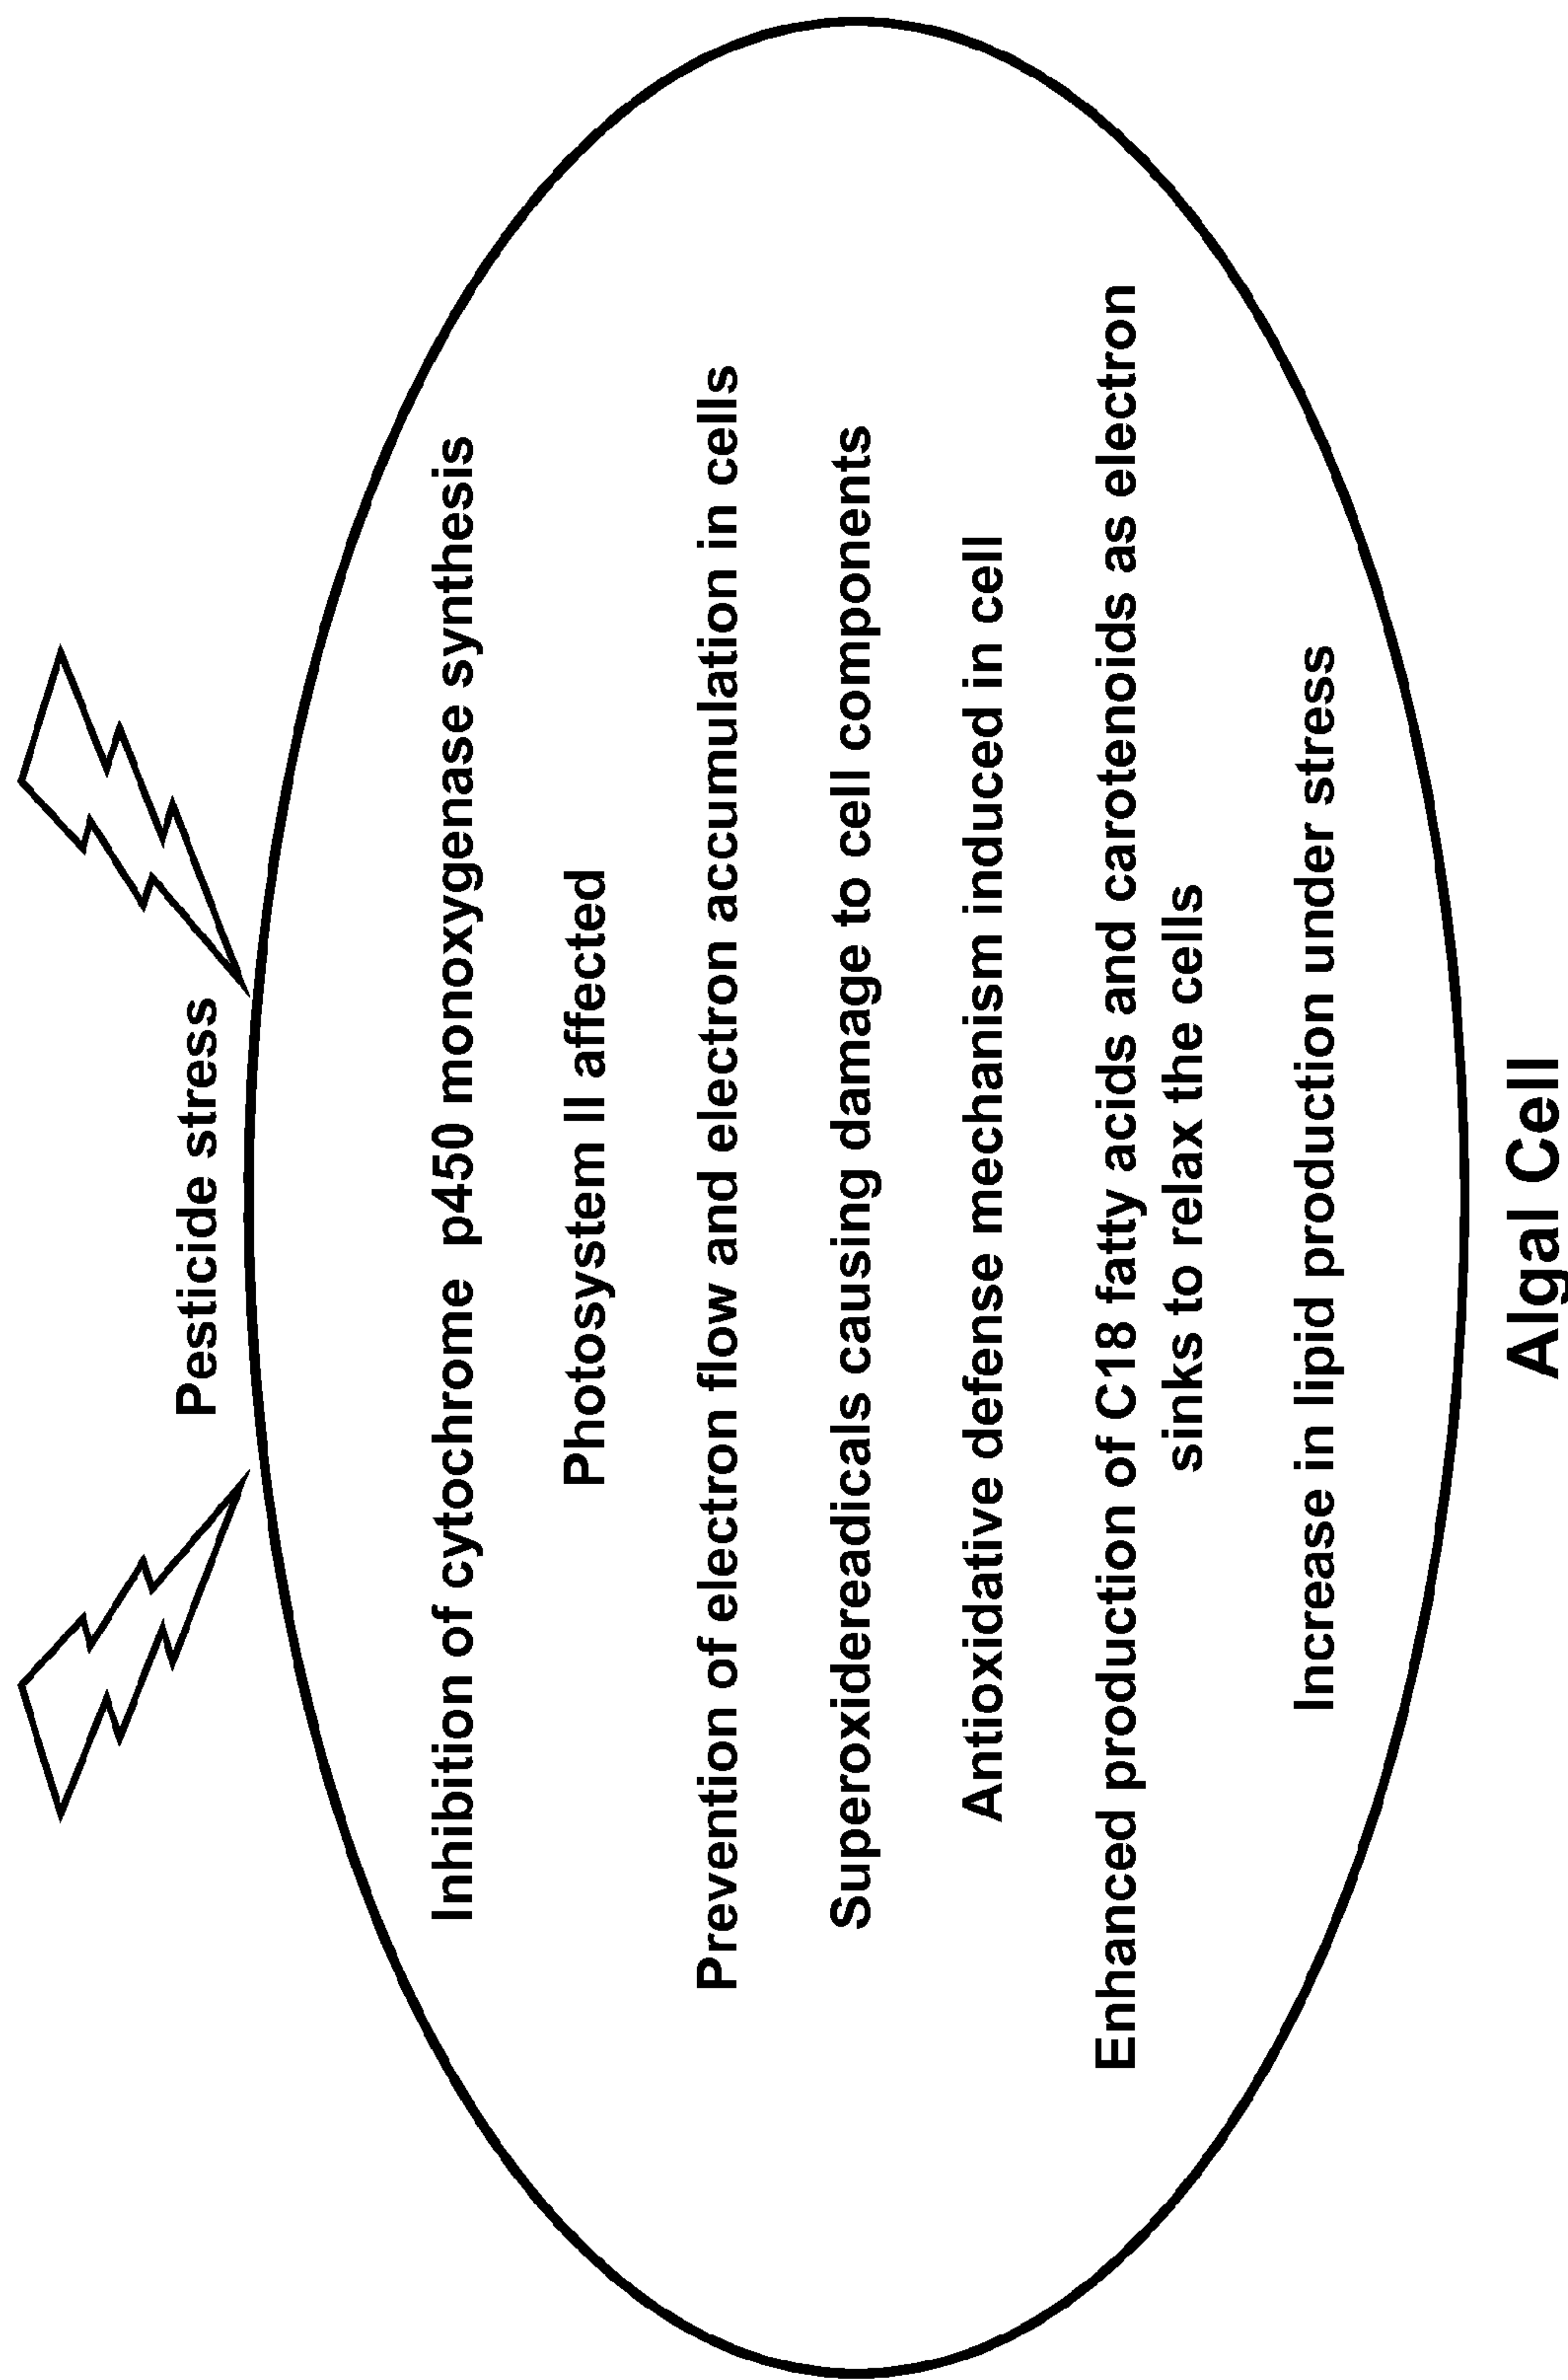 Pesticide stress
Inhibition of cytochrome p450 monoxygenase synthesis
Photosystem II affected
Prevention of electron flow and electron accumulation in cells
Superoxidereadicals causing damage to cell components
Antioxidative defense mechanism induced in cell
Enhanced production of C18 fatty acids and carotenoids as electron
sinks to relax the cells
Increase in lipid production under stress
Algal Cell